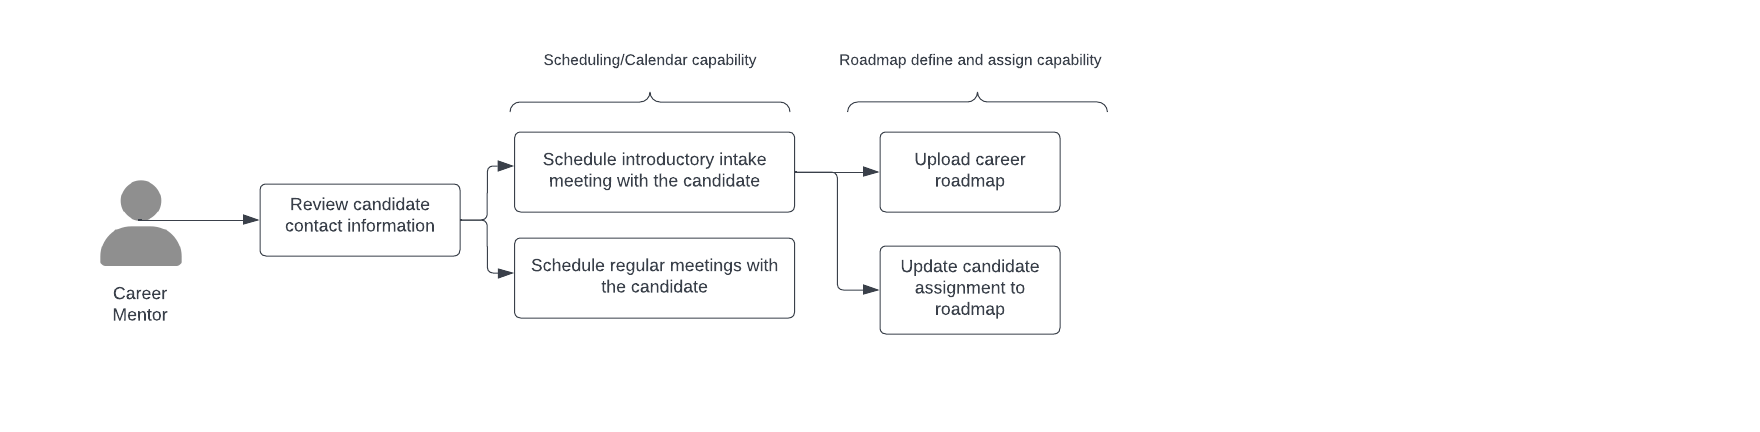 Scheduling/Calendar capability
Roadmap define and assign capability
Career
Mentor
Review candidate
contact information
Schedule introductory intake
meeting with the candidate
Schedule regular meetings with
the candidate
Upload career
roadmap
Update candidate
assignment to
roadmap